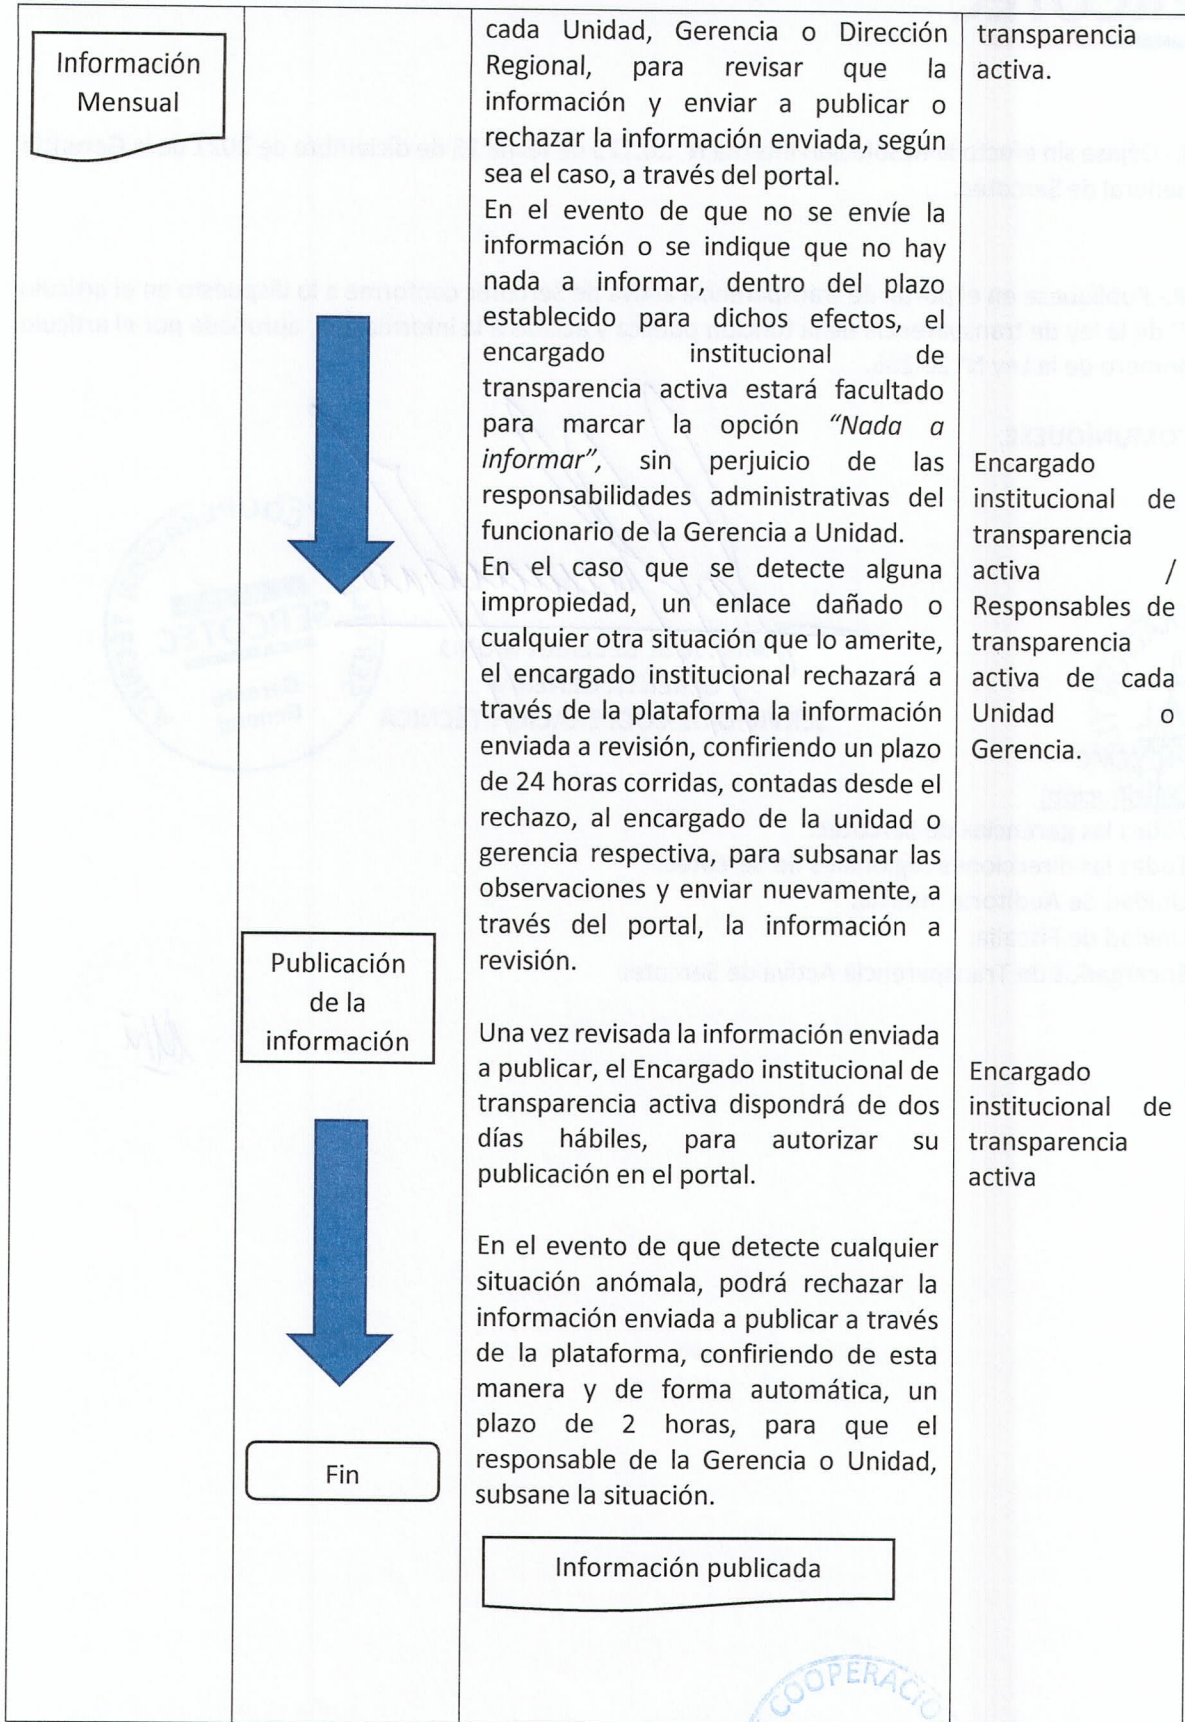 Información
Mensual
cada Unidad, Gerencia o Dirección
Regional, para revisar que la
información y enviar a publicar o
rechazar la información enviada, según
sea el caso, a través del portal.
En el evento de que no se envíe la
información o se indique que no hay
nada a informar, dentro del plazo
establecido para dichos efectos, el
encargado institucional de
transparencia activa estará facultado
para marcar la opción “Nada a
informar”, sin perjuicio de las
responsabilidades administrativas del
funcionario de la Gerencia a Unidad.
En el caso que se detecte alguna
impropiedad, un enlace dañado o
cualquier otra situación que lo amerite,
el encargado institucional rechazará a
través de la plataforma la información
enviada a revisión, confiriendo un plazo
de 24 horas corridas, contadas desde el
rechazo, al encargado de la unidad o
gerencia respectiva, para subsanar las
observaciones y enviar nuevamente, a
través del portal, la información a
revisión.
transparencia
activa.
Encargado
institucional de
transparencia
activa /
Responsables de
transparencia
activa de cada
Unidad o
Gerencia.
Publicación
de la
información
Una vez revisada la información enviada
a publicar, el Encargado institucional de
transparencia activa dispondrá de dos
días hábiles, para autorizar su
publicación en el portal.
En el evento de que detecte cualquier
situación anómala, podrá rechazar la
información enviada a publicar a través
de la plataforma, confiriendo de esta
manera y de forma automática, un
plazo de 2 horas, para que el
responsable de la Gerencia o Unidad,
subsane la situación.
Encargado
institucional de
transparencia
activa
Fin
Información publicada
COOPERACIO